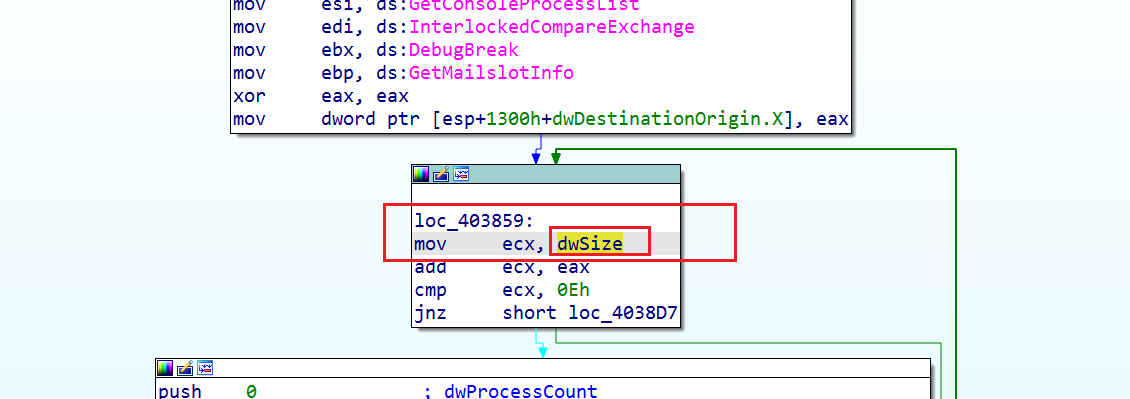 mov esi, ds:GetConsoleProcessList
mov edi, ds:InterlockedCompareExchange
mov ebx, ds:DebugBreak
mov ebp, ds:GetMailslotInfo
xor eax, eax
mov dword ptr [esp+1300h+dwDestinationOrigin.X], eax
loc_403859:
mov ecx, dwSize
add ecx, eax
cmp ecx, 0Eh
jnz short loc_4038D7
push 0 ; dwProcessCount